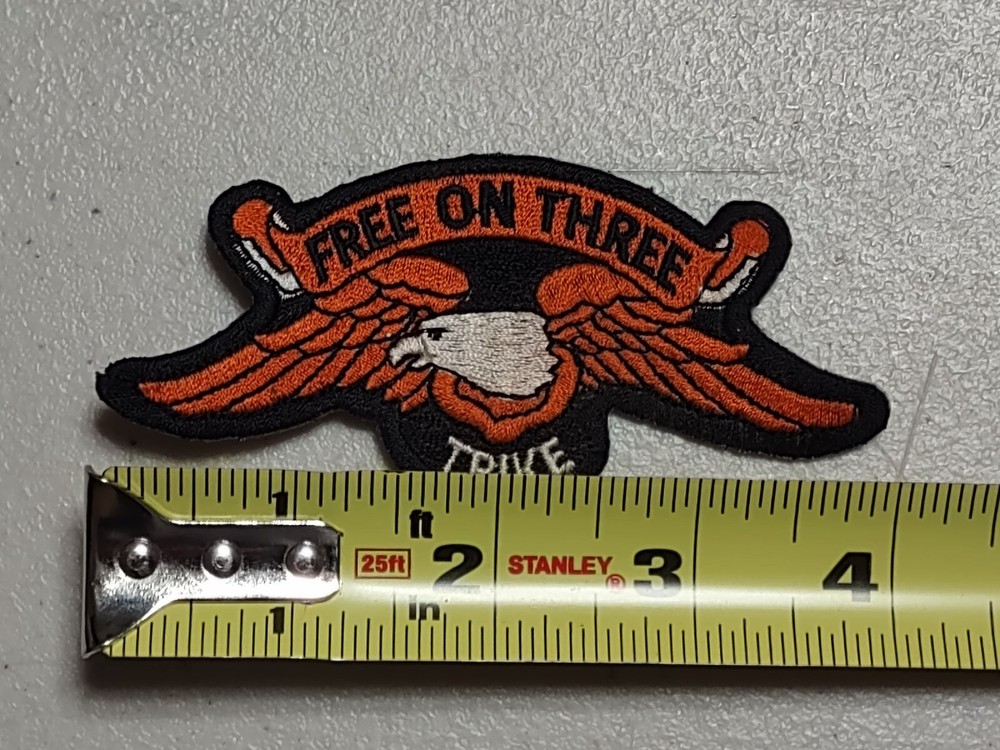 FREE ON THREE
TRIKE
1 ft
25ft 2 STANLEY® 3 4
in
1